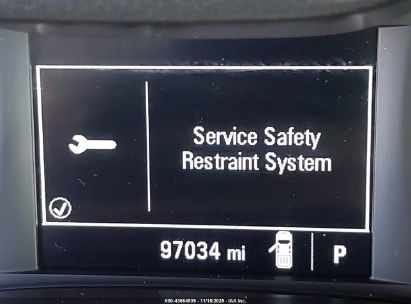 Service Safety
Restraint System
97034 mi
P